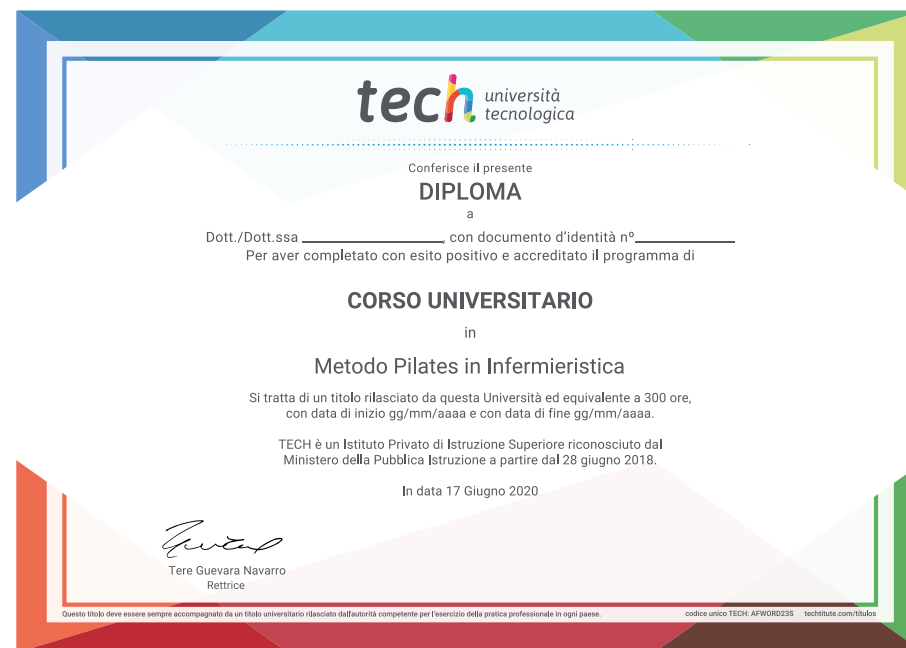 tech università
tecnologica
Conferisce il presente
DIPLOMA
a
Dott./Dott.ssa ____________________, con documento d'identità nº______________
Per aver completato con esito positivo e accreditato il programma di
CORSO UNIVERSITARIO
in
Metodo Pilates in Infermieristica
Si tratta di un titolo rilasciato da questa Università ed equivalente a 300 ore,
con data di inizio gg/mm/aaaa e con data di fine gg/mm/aaaa.
TECH è un Istituto Privato di Istruzione Superiore riconosciuto dal
Ministero della Pubblica Istruzione a partire dal 28 giugno 2018.
In data 17 Giugno 2020
Tere Guevara Navarro
Rettrice
Questo titolo deve essere sempre accompagnato da un titolo universitario rilasciato dall'autorità competente per l'esercizio della pratica professionale in ogni paese. codice unico TECH: AFWORD23S techtitute.com/titulos